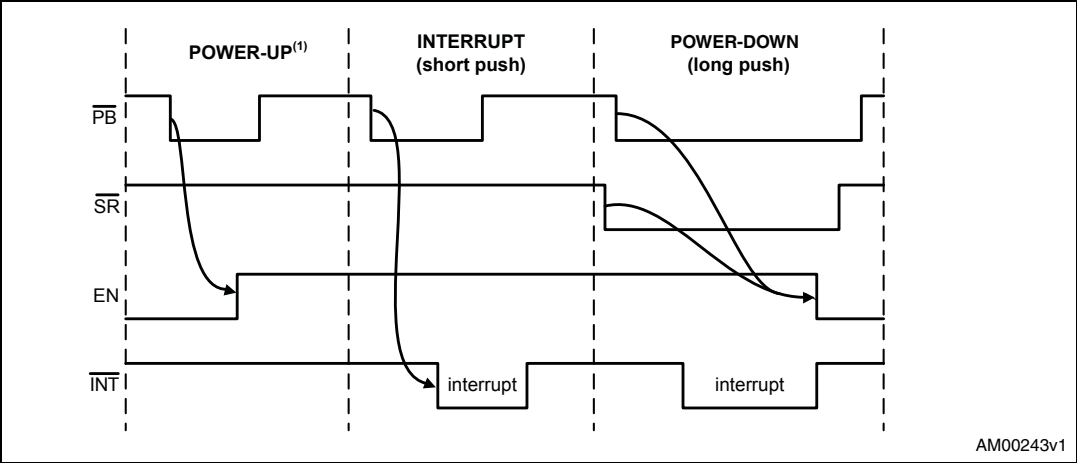 POWER-UP(1)
INTERRUPT
(short push)
POWER-DOWN
(long push)
PB
SR
EN
INT
interrupt
interrupt
AM00243v1